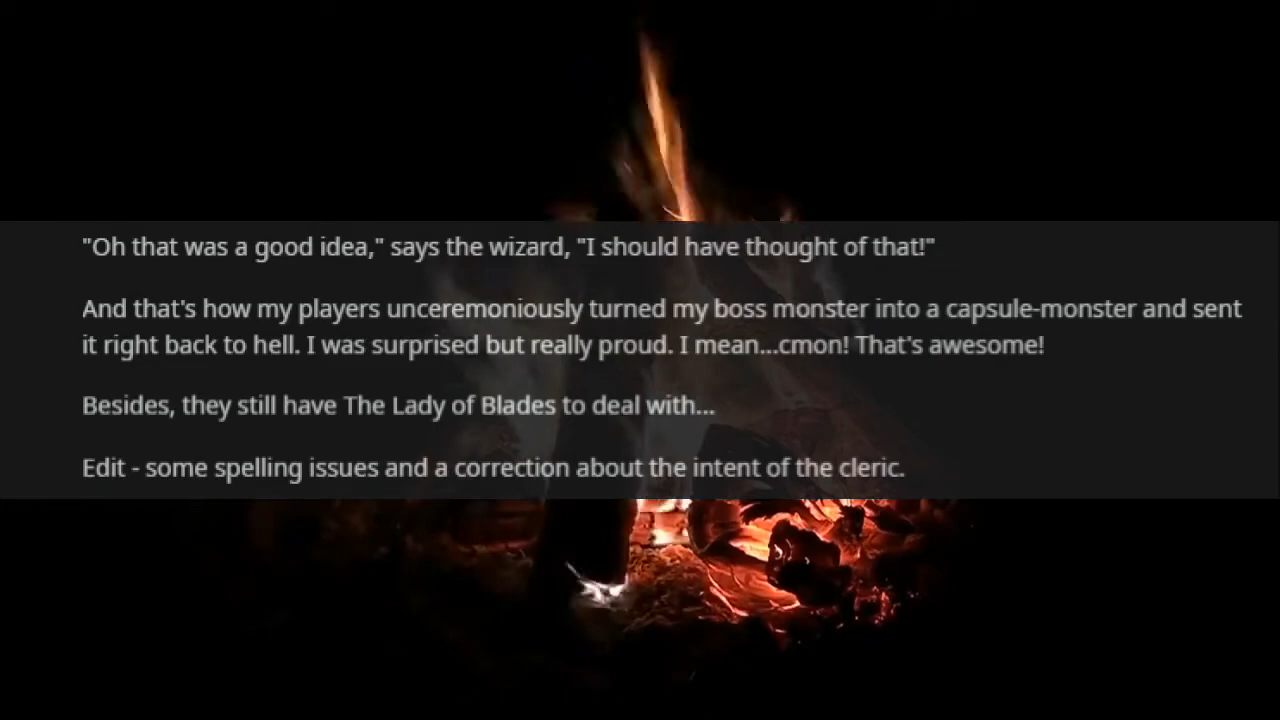 "Oh that was a good idea," says the wizard, "I should have thought of that!"
And that's how my players unceremoniously turned my boss monster into a capsule-monster and sent
it right back to hell. I was surprised but really proud. I mean...cmon! That's awesome!
Besides, they still have The Lady of Blades to deal with...
Edit - some spelling issues and a correction about the intent of the cleric.